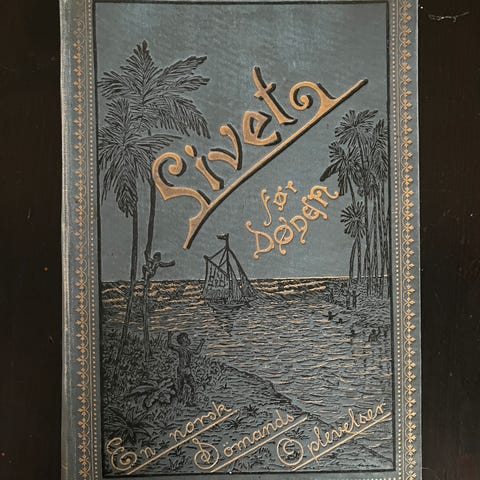 Livet
før
Døden
En norsk
Sømands
Oplevelser